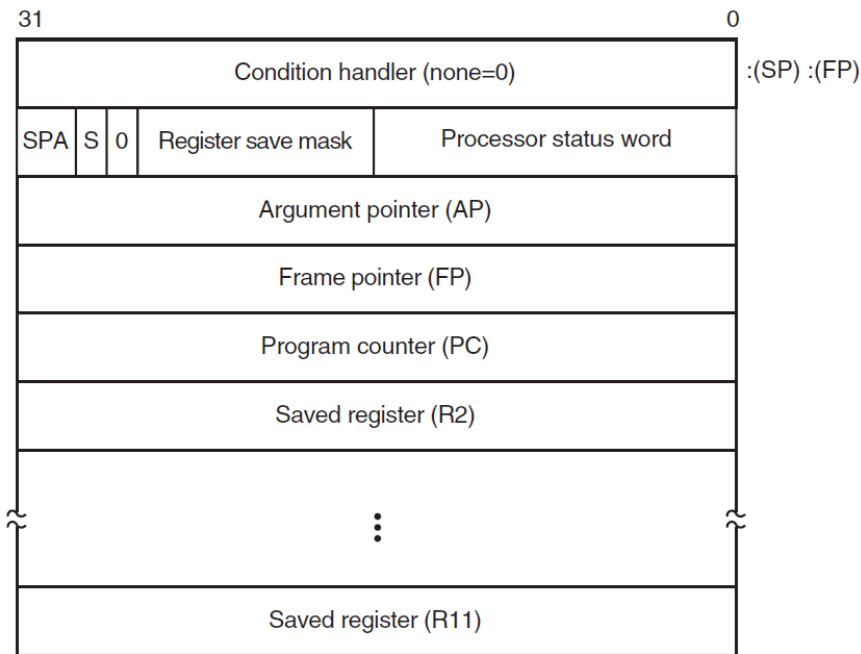 31 0
Condition handler (none=0) :(SP) :(FP)
SPA S 0 Register save mask Processor status word
Argument pointer (AP)
Frame pointer (FP)
Program counter (PC)
Saved register (R2)
Saved register (R11)